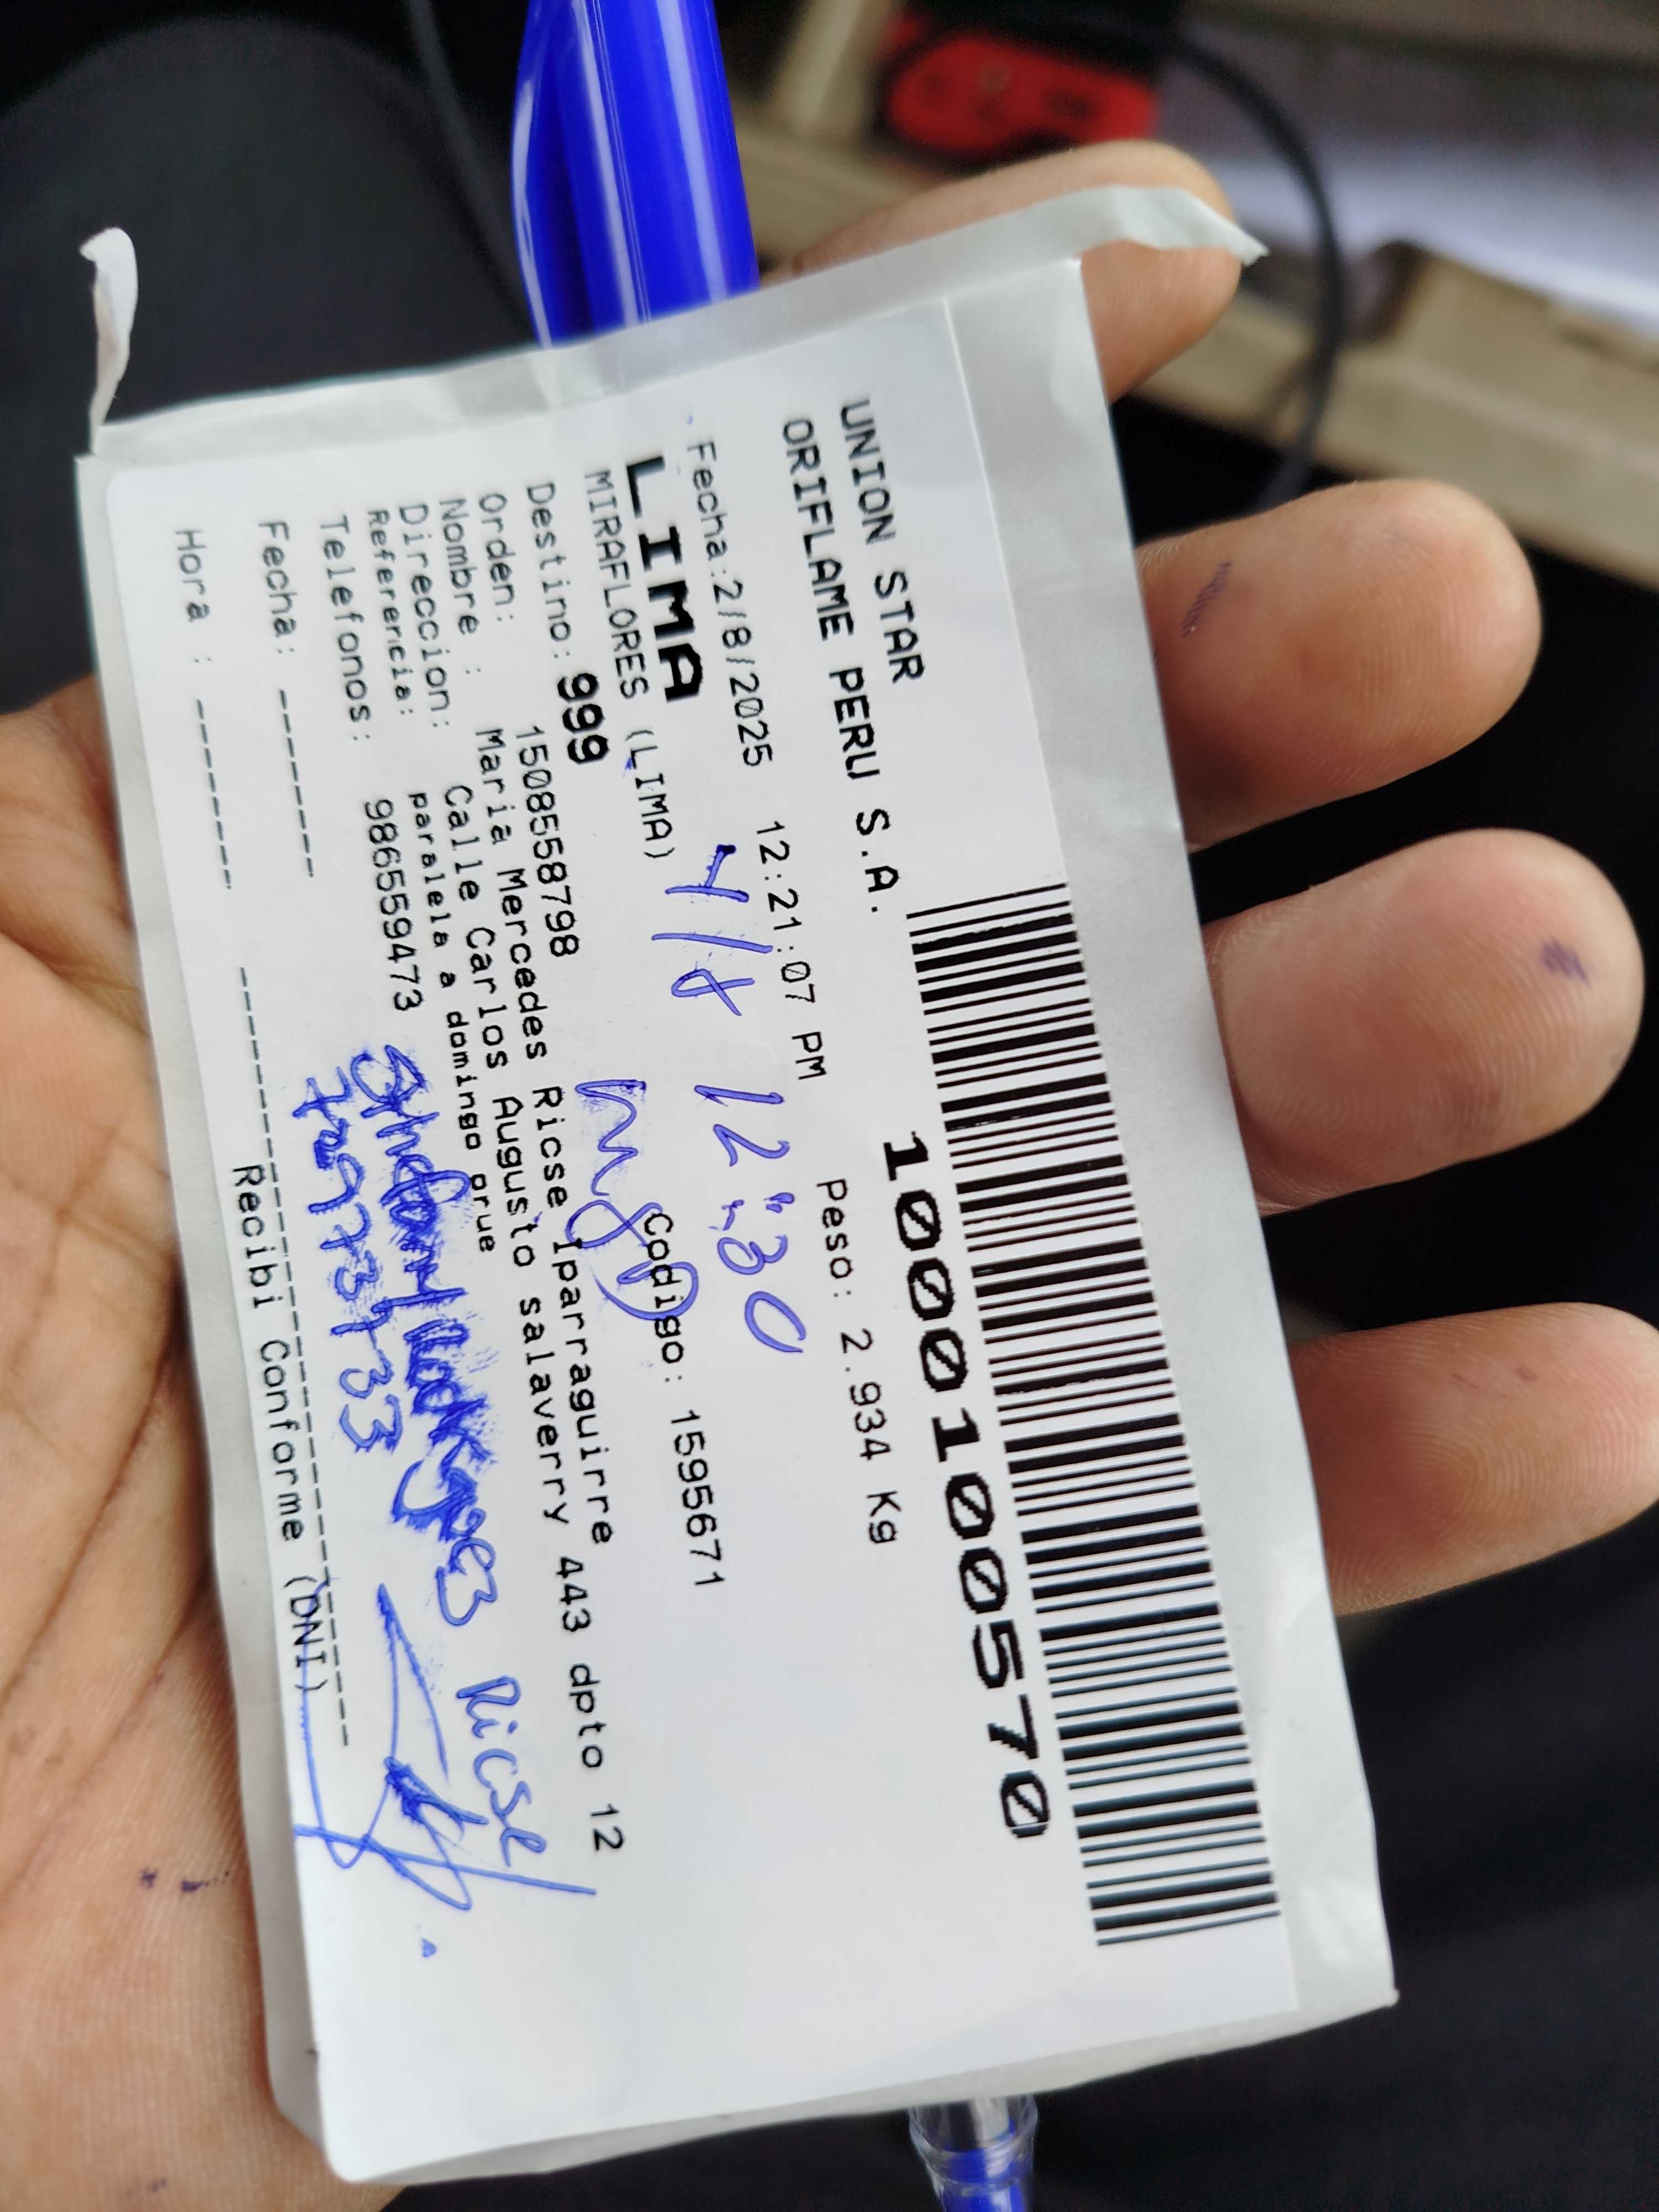 1000100570
UNION STAR
ORIFLAME PERU S.A.
Fecha:2/8/2025 12:21:07 PM Peso: 2.934 Kg
LIMA 4/8 12:30
MIRAFLORES (LIMA) Codigo: 1595671
Destino: 999
Orden: 1508558798
Nombre : Maria Mercedes Ricse Iparraguirre
Direccion: Calle Carlos Augusto salaverry 443 dpto 12
Referencia: paralela a domingo orue
Telefonos: 986559473
Ricse
Fecha: --------
Hora : --------
Recibi Conforme (DNI)